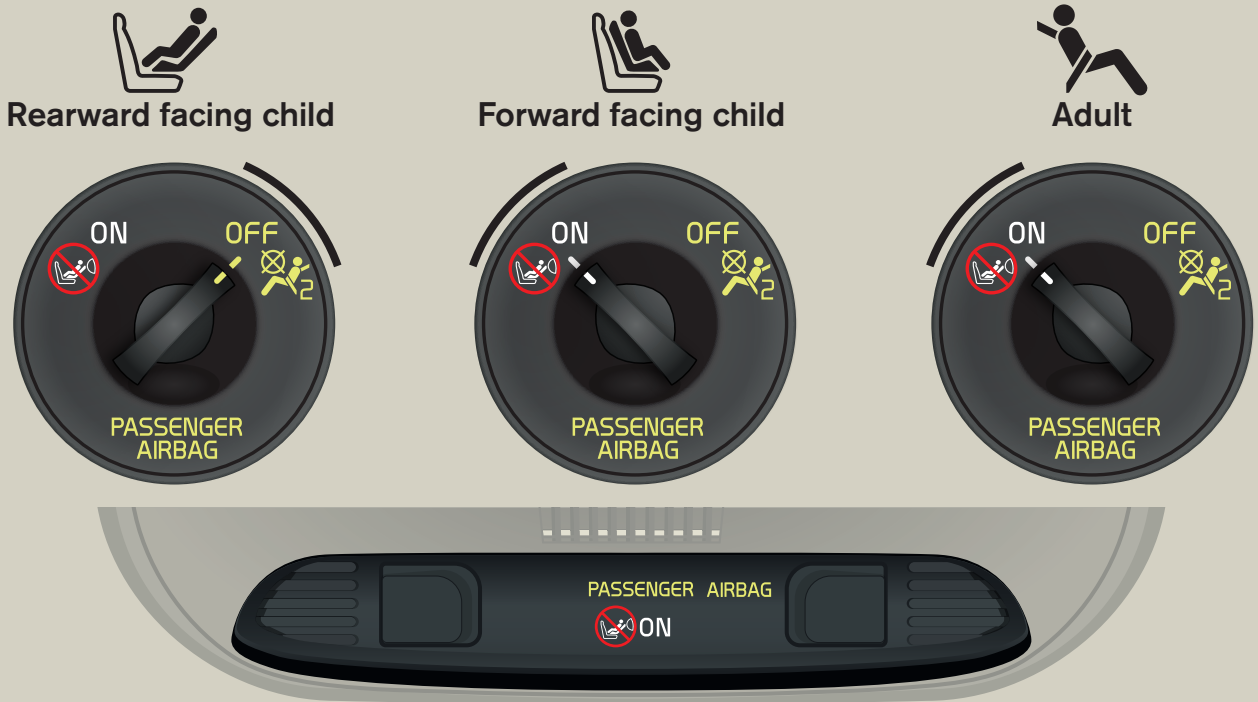 Rearward facing child
Forward facing child
Adult
ON OFF
2
PASSENGER
AIRBAG
ON OFF
2
PASSENGER
AIRBAG
ON OFF
2
PASSENGER
AIRBAG
PASSENGER AIRBAG
ON